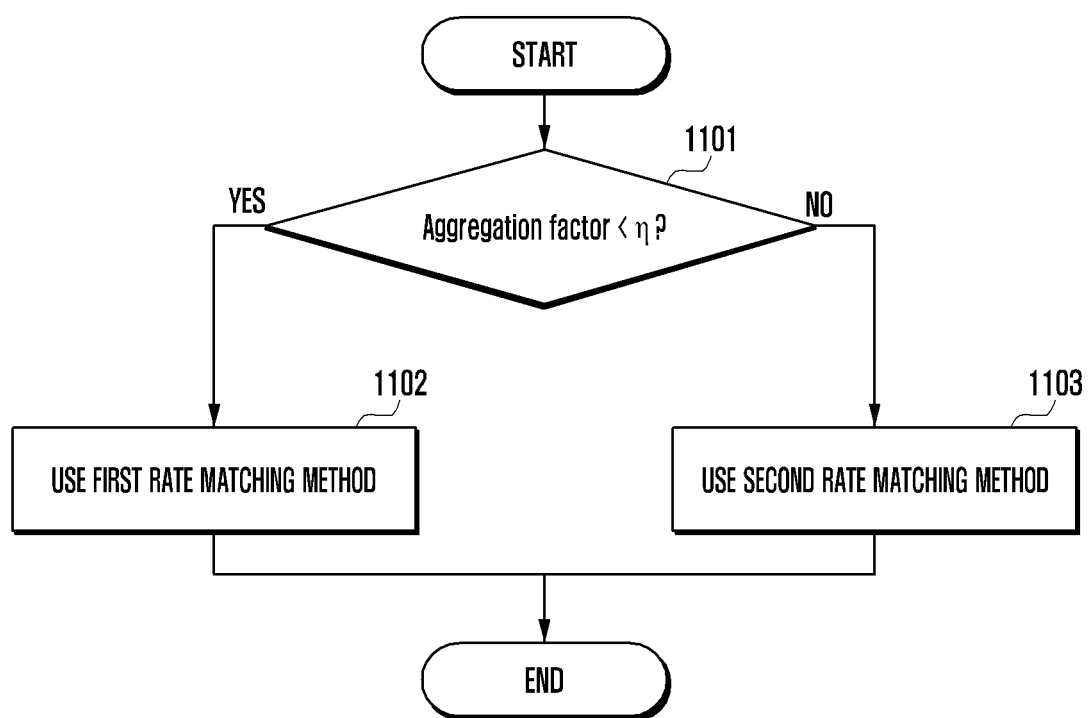 START
1101
YES
NO
Aggregation factor < η ?
1102
1103
USE FIRST RATE MATCHING METHOD
USE SECOND RATE MATCHING METHOD
END